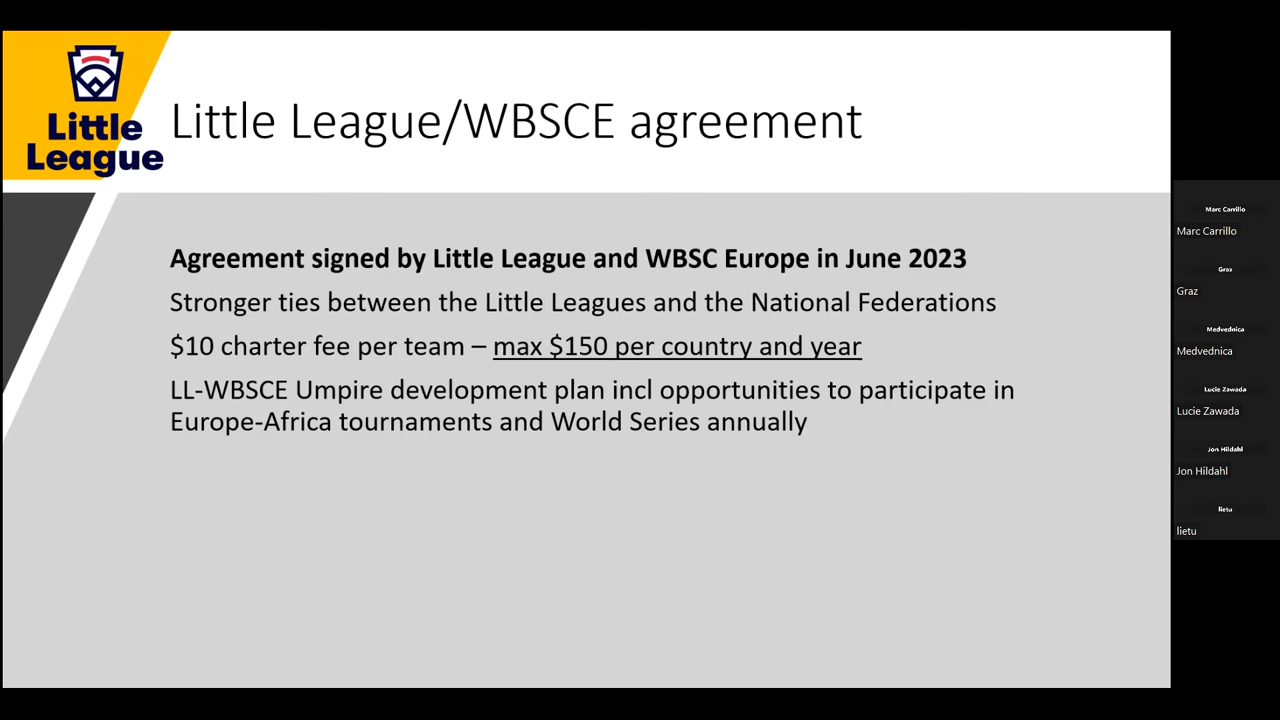 Little
League
Little League/WBSCE agreement
Agreement signed by Little League and WBSC Europe in June 2023
Stronger ties between the Little Leagues and the National Federations
$10 charter fee per team – max $150 per country and year
LL-WBSCE Umpire development plan incl opportunities to participate in
Europe-Africa tournaments and World Series annually
Marc Carrillo
Marc Carrillo
Graz
Graz
Medvednica
Medvednica
Lucie Zawada
Lucie Zawada
Jon Hildahl
Jon Hildahl
lietu
lietu